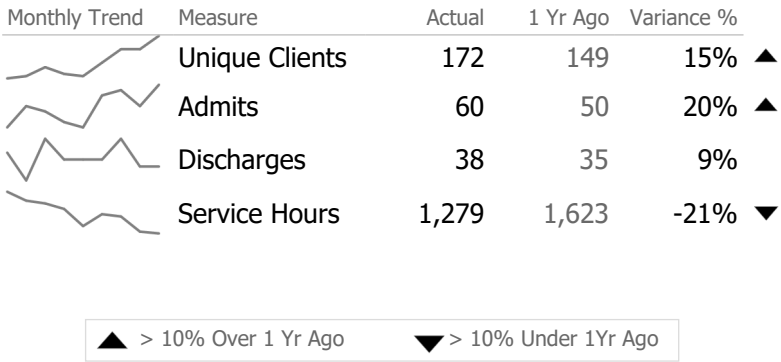 Monthly Trend Measure Actual 1 Yr Ago Variance %
Unique Clients 172 149 15% ▲
Admits 60 50 20% ▲
Discharges 38 35 9%
Service Hours 1,279 1,623 -21% ▼
▲ > 10% Over 1 Yr Ago ▼ > 10% Under 1Yr Ago